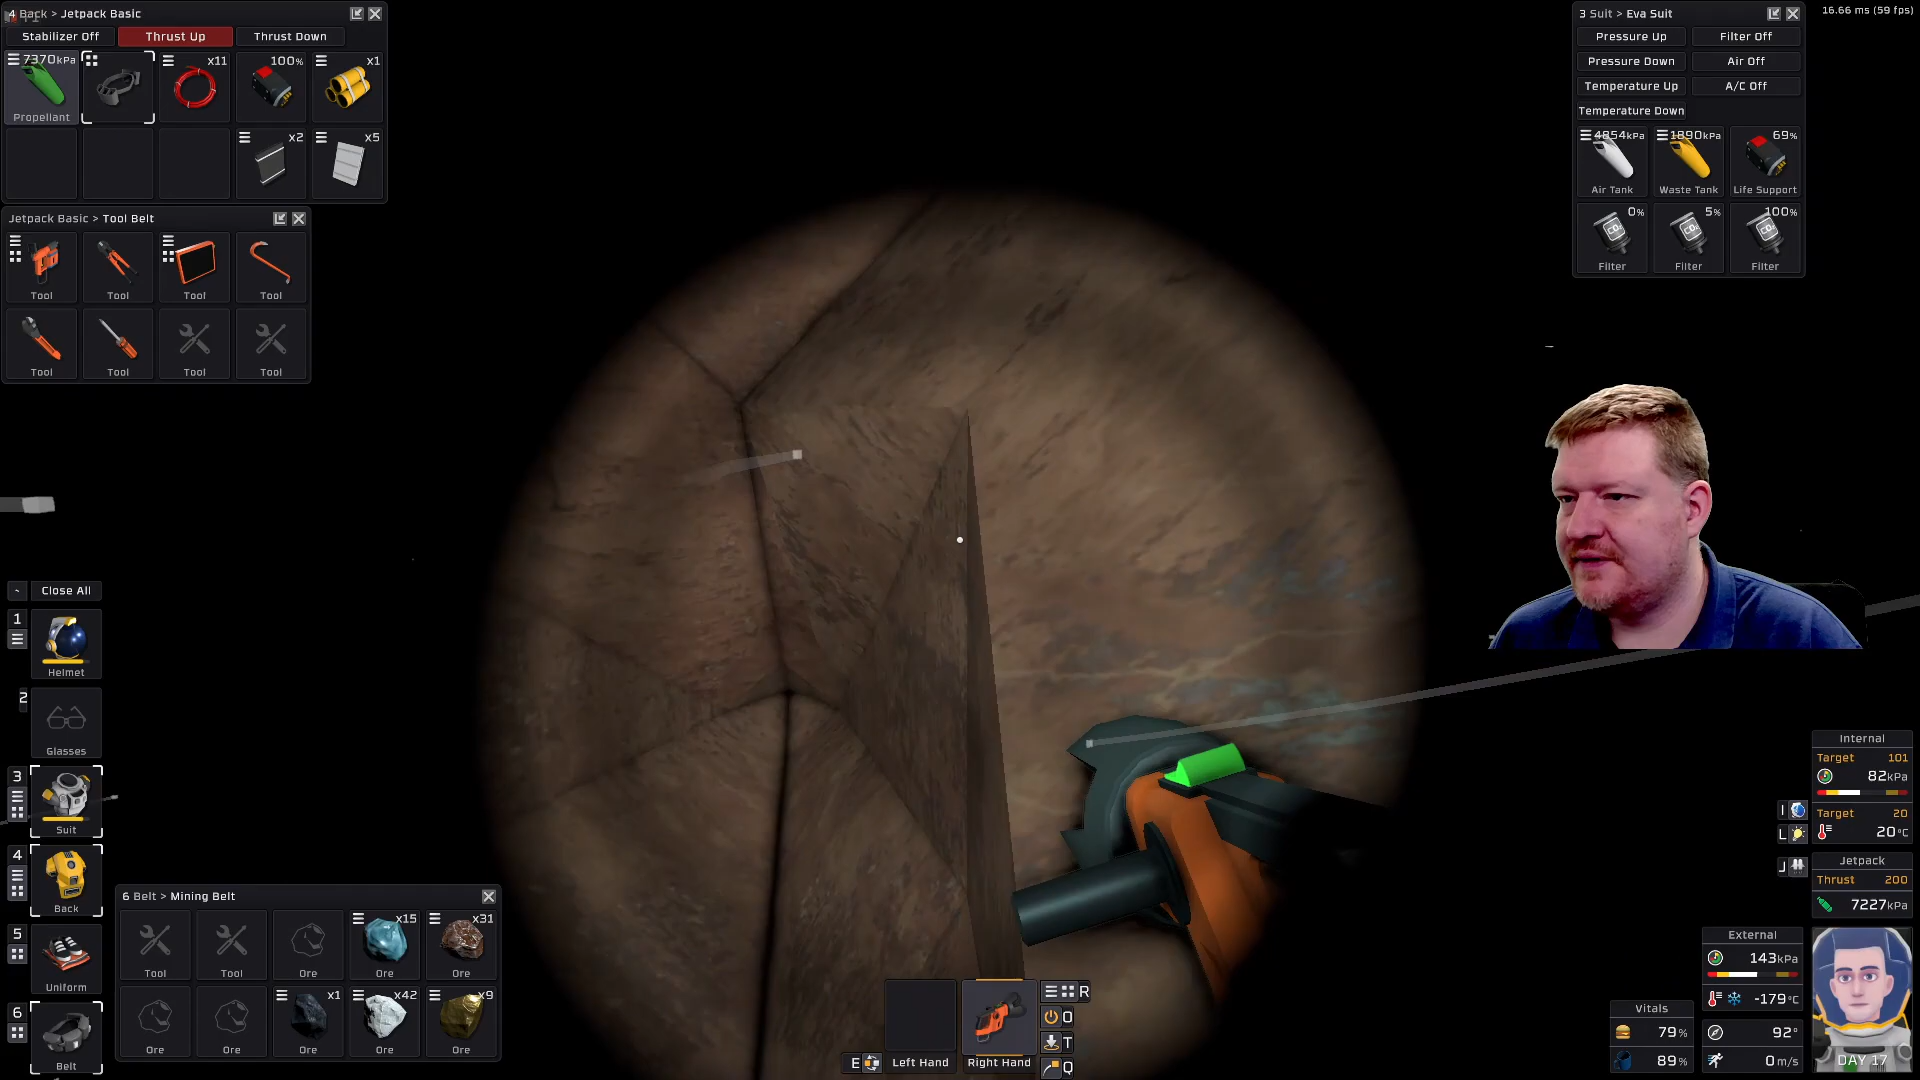 4 Back > Jetpack Basic
Stabilizer Off
Thrust Up
Thrust Down
7370kPa
x11
100%
x1
Propellant
x2
x5
Jetpack Basic > Tool Belt
Tool
Tool
Tool
Tool
Tool
Tool
Tool
Tool
3 Suit > Eva Suit
16.66 ms (59 fps)
Pressure Up
Filter Off
Pressure Down
Air Off
Temperature Up
A/C Off
Temperature Down
4854kPa
1890kPa
69%
Air Tank
Waste Tank
Life Support
0%
5%
100%
CO₂
CO₂
CO₂
Filter
Filter
Filter
~
Close All
1
Helmet
2
Glasses
3
Suit
4
Back
5
Uniform
6
Belt
6 Belt > Mining Belt
x15
x31
Tool
Tool
Ore
Ore
Ore
x1
x42
x9
Ore
Ore
Ore
Ore
Ore
R
O
T
Q
E
Left Hand
Right Hand
Internal
Target 101
82kPa
I
Target 20
L
20°C
Jetpack
J
Thrust 200
7227kPa
External
143kPa
-179°C
Vitals
79%
92°
89%
0m/s
DAY 17